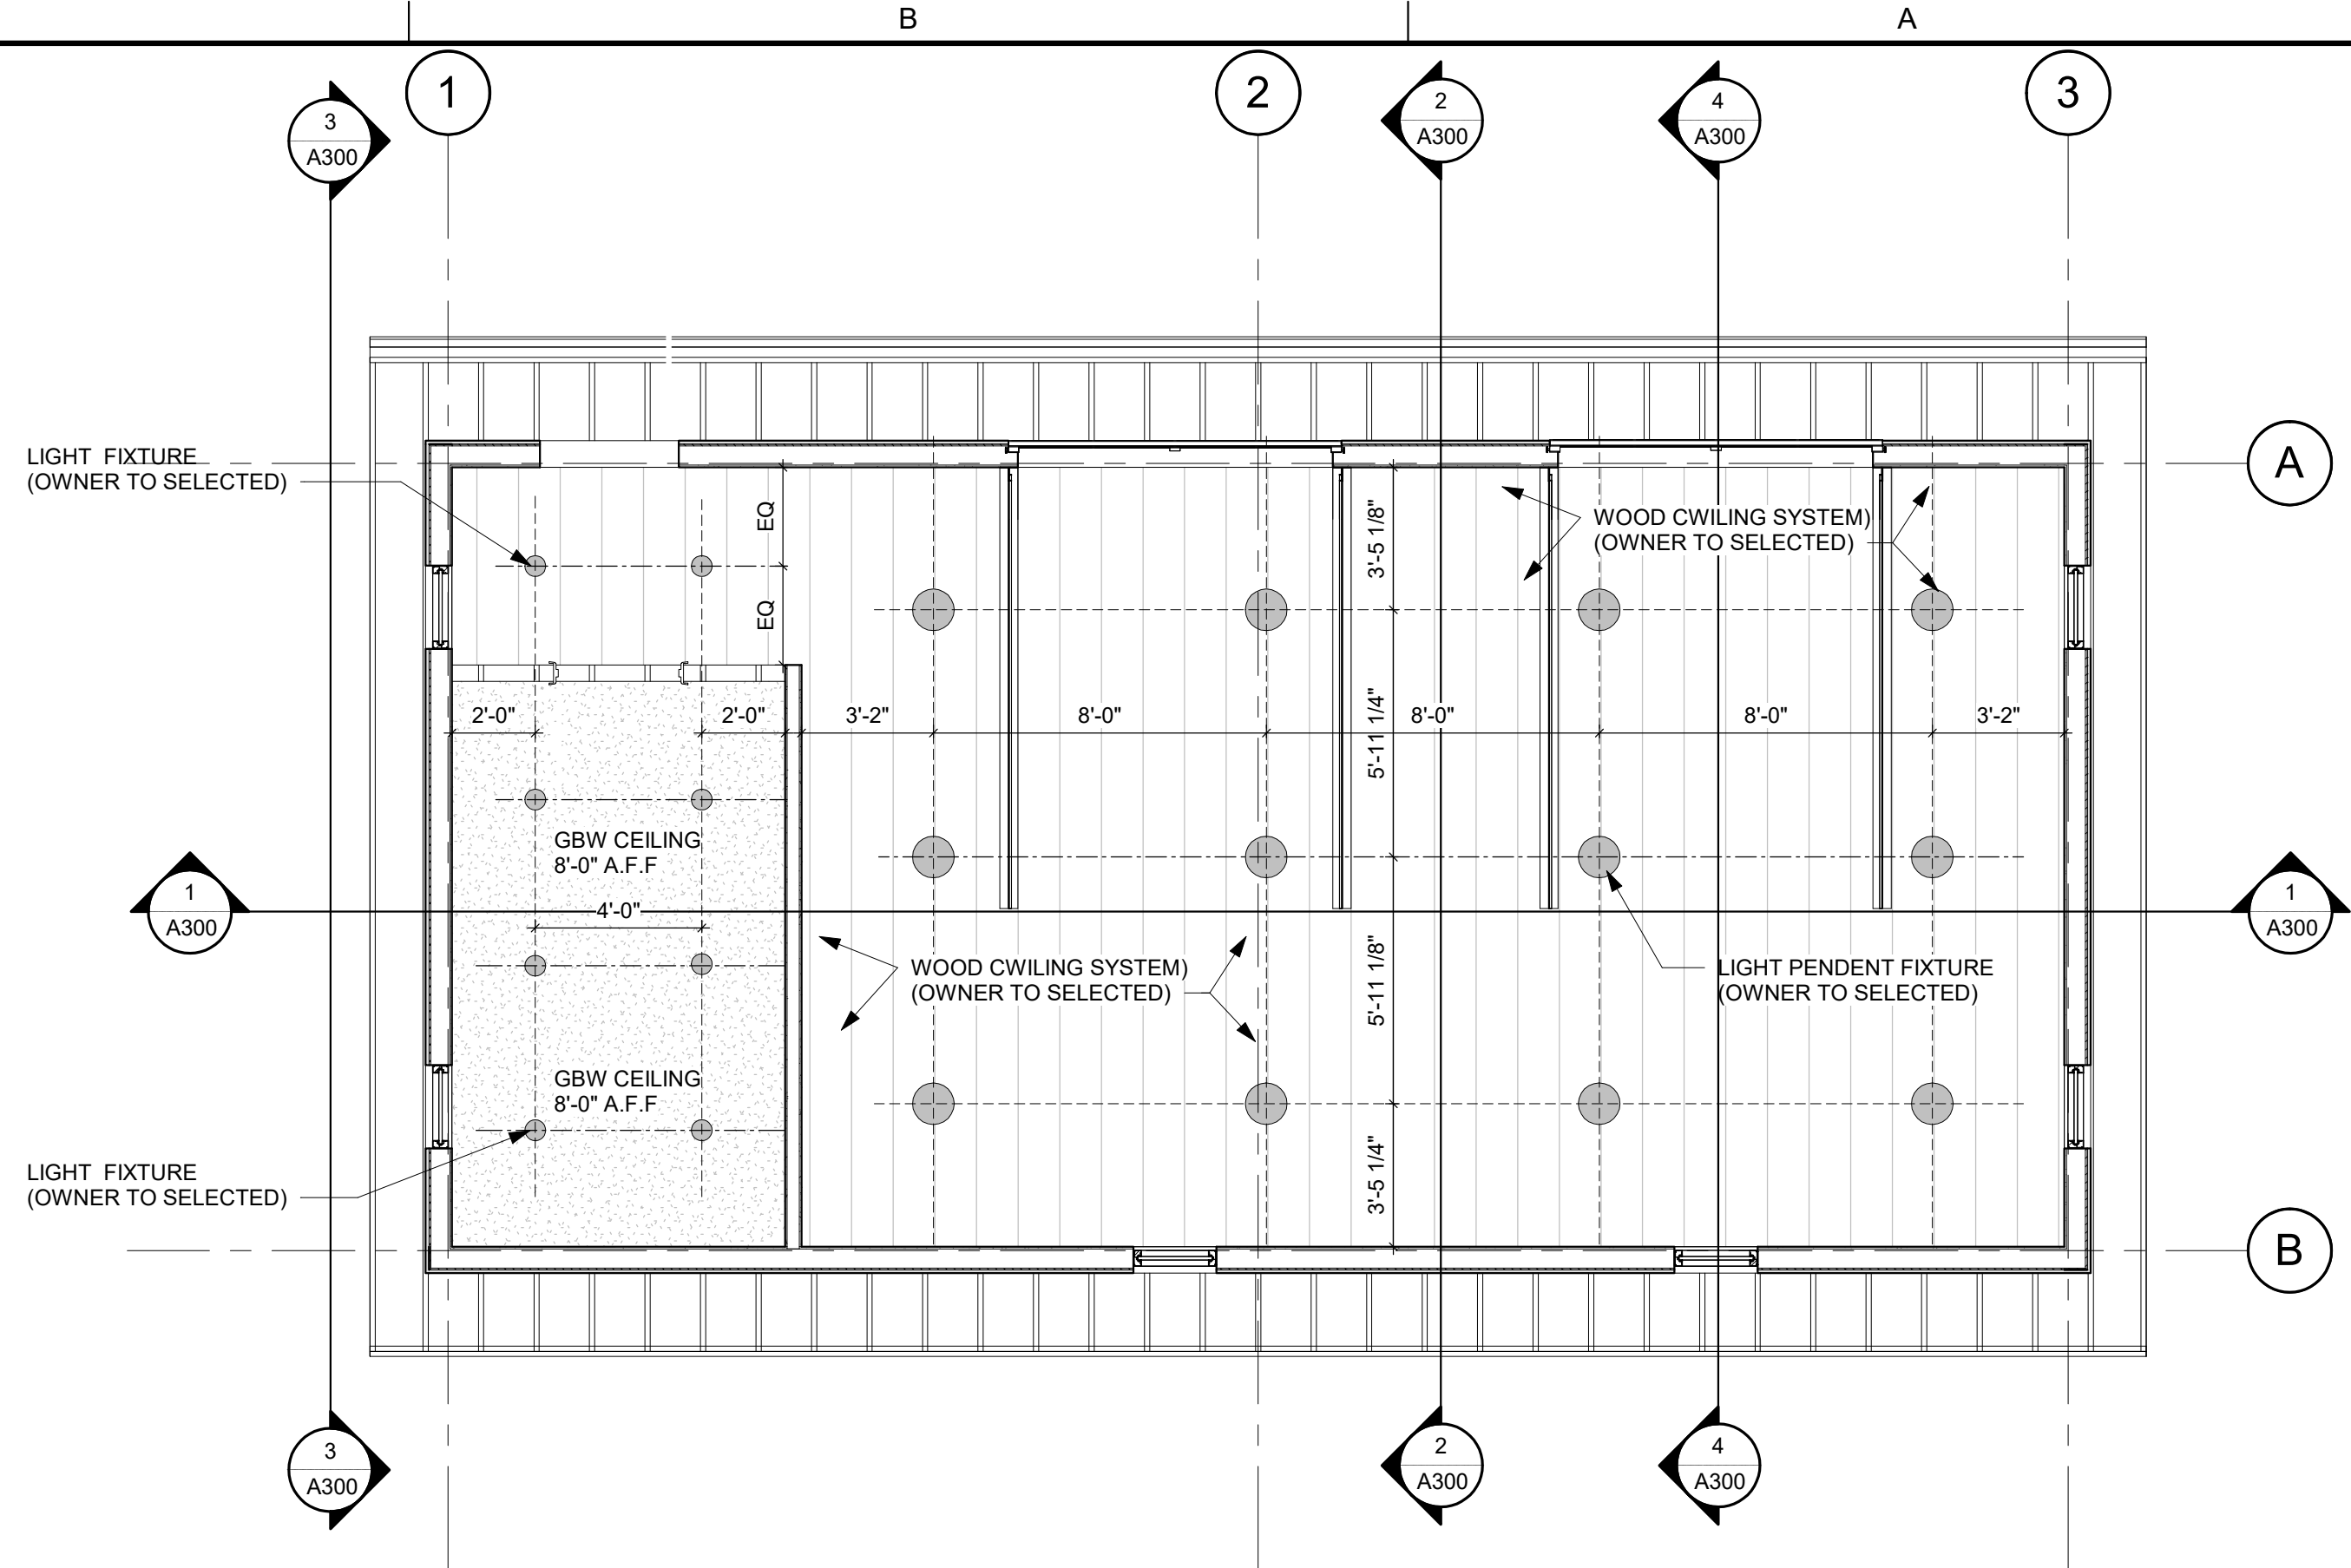 B
A
1
2
3
3
A300
2
A300
4
A300
LIGHT  FIXTURE
(OWNER TO SELECTED)
A
EQ
EQ
3'-5 1/8"
WOOD CWILING SYSTEM)
(OWNER TO SELECTED)
2'-0"
2'-0"
3'-2"
8'-0"
8'-0"
8'-0"
3'-2"
5'-11 1/4"
GBW CEILING
8'-0" A.F.F
4'-0"
1
A300
1
A300
WOOD CWILING SYSTEM)
(OWNER TO SELECTED)
5'-11 1/8"
LIGHT PENDENT FIXTURE
(OWNER TO SELECTED)
GBW CEILING
8'-0" A.F.F
LIGHT  FIXTURE
(OWNER TO SELECTED)
3'-5 1/4"
B
3
A300
2
A300
4
A300